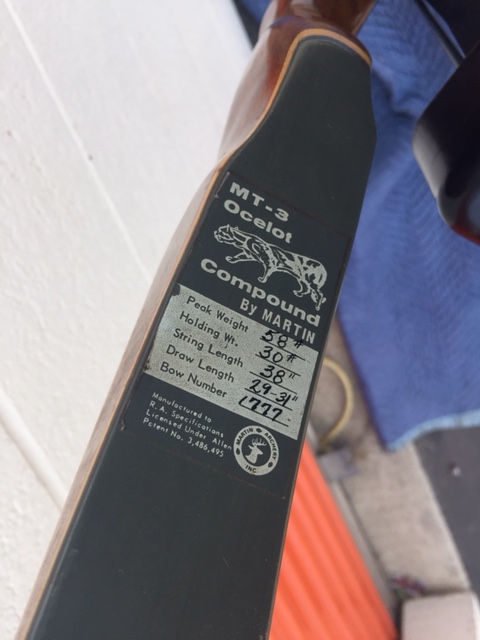 MT-3
Ocelot
Compound
By MARTIN
Peak Weight 58#
Holding Wt. 30#
String Length 38"
Draw Length 29-31"
Bow Number 1777
Manufactured to
R. A. Specifications
Licensed Under Allen
Patent No. 3,486,495
MARTIN ARCHERY INC